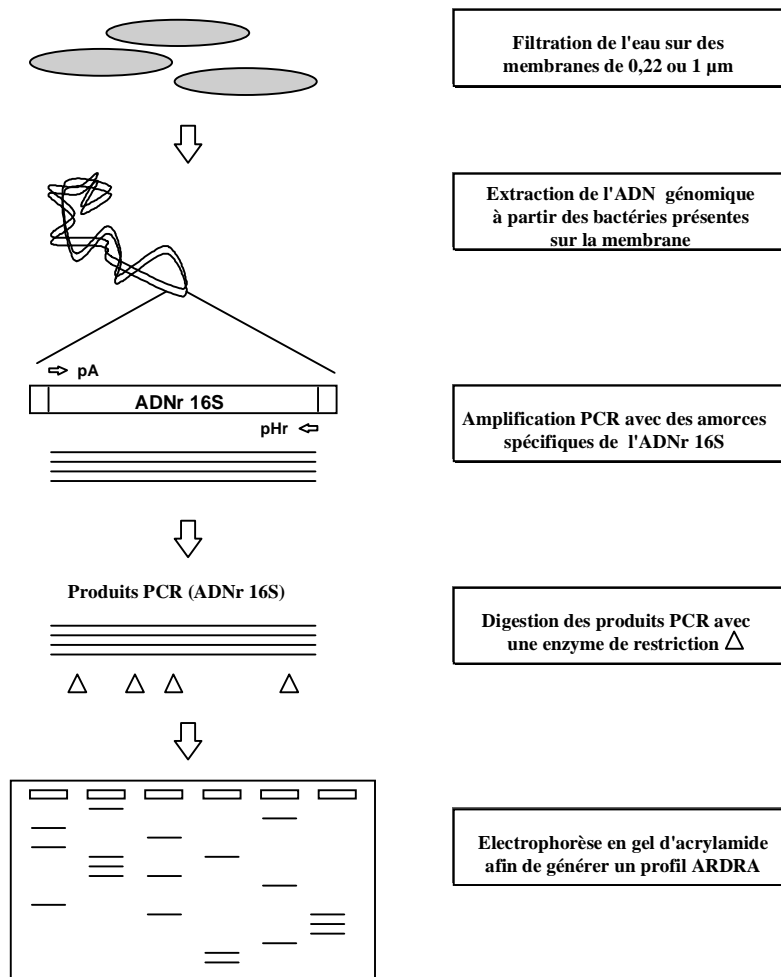 Filtration de l'eau sur des
membranes de 0,22 ou 1 µm
Extraction de l'ADN génomique
à partir des bactéries présentes
sur la membrane
pA
ADNr 16S
pHr
Amplification PCR avec des amorces
spécifiques de l'ADNr 16S
Produits PCR (ADNr 16S)
Digestion des produits PCR avec
une enzyme de restriction
Electrophorèse en gel d'acrylamide
afin de générer un profil ARDRA